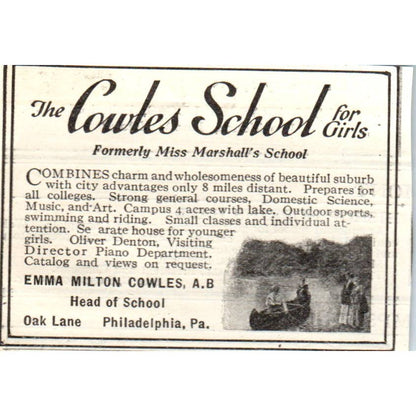 The Cowles School for Girls
Formerly Miss Marshall's School
COMBINES charm and wholesomeness of beautiful suburb
with city advantages only 8 miles distant. Prepares for
all colleges. Strong general courses, Domestic Science,
Music, and Art. Campus 4 acres with lake. Outdoor sports,
swimming and riding. Small classes and individual at-
tention. Se arate house for younger
girls. Oliver Denton, Visiting
Director Piano Department.
Catalog and views on request.
EMMA MILTON COWLES, A.B
Head of School
Oak Lane Philadelphia, Pa.